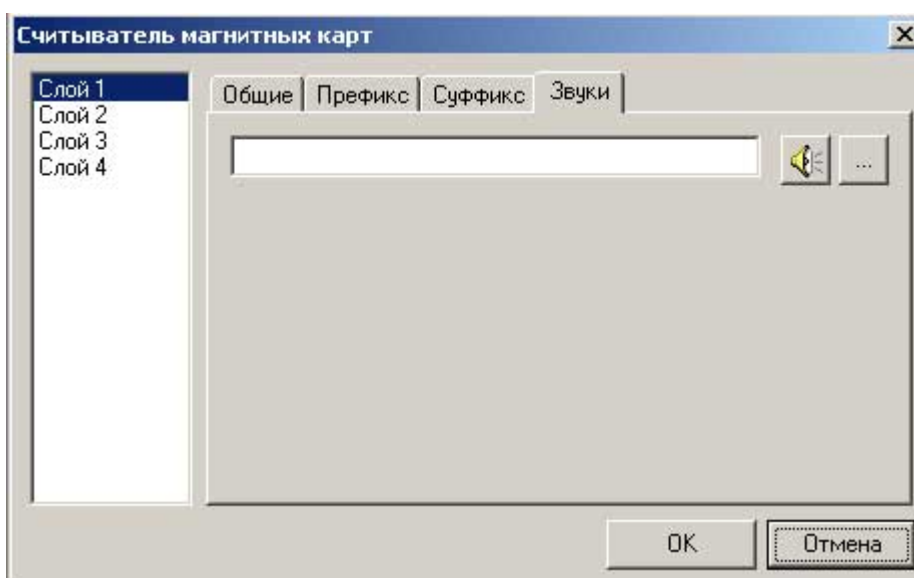 Считыватель магнитных карт
Слой 1
Слой 2
Слой 3
Слой 4
Общие Префикс Суффикс Звуки
...
OK Отмена